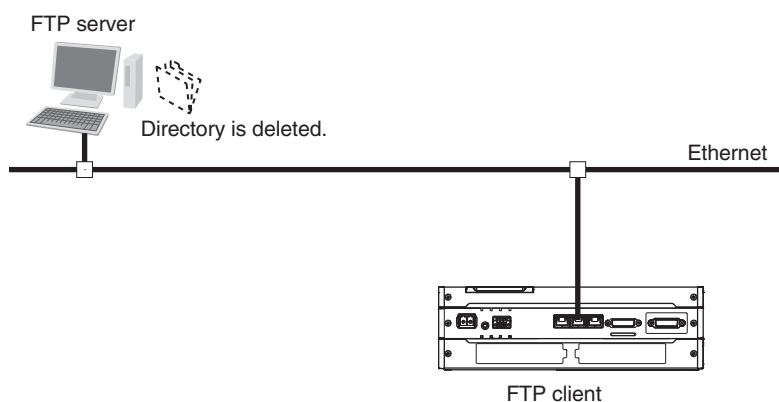 FTP server
Directory is deleted.
Ethernet
FTP client